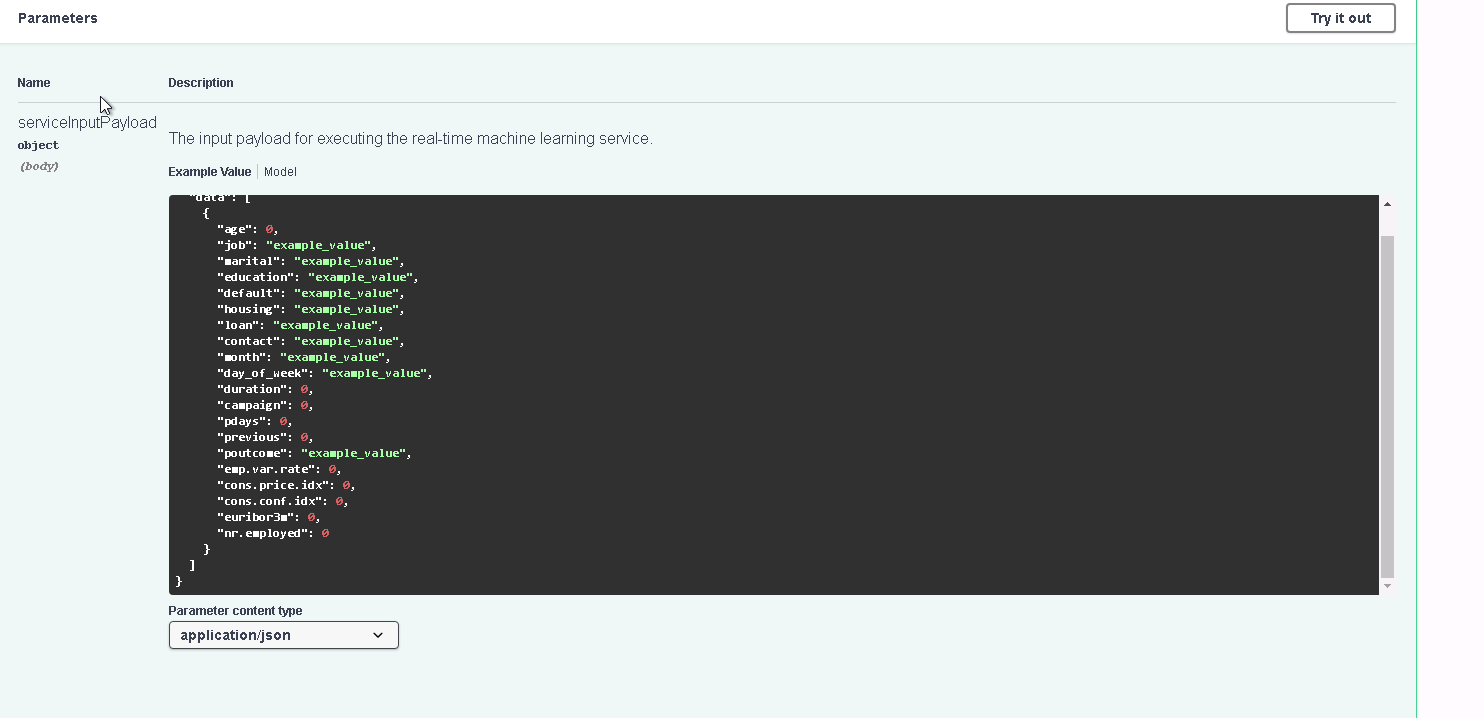 Parameters
Try it out
Name
Description
serviceInputPayload
object
(body)
The input payload for executing the real-time machine learning service.
Example Value
Model
"data": [
{
"age": 0,
"job": "example_value",
"marital": "example_value",
"education": "example_value",
"default": "example_value",
"housing": "example_value",
"loan": "example_value",
"contact": "example_value",
"month": "example_value",
"day_of_week": "example_value",
"duration": 0,
"campaign": 0,
"pdays": 0,
"previous": 0,
"poutcome": "example_value",
"emp.var.rate": 0,
"cons.price.idx": 0,
"cons.conf.idx": 0,
"euribor3m": 0,
"nr.employed": 0
}
]
}
Parameter content type
application/json